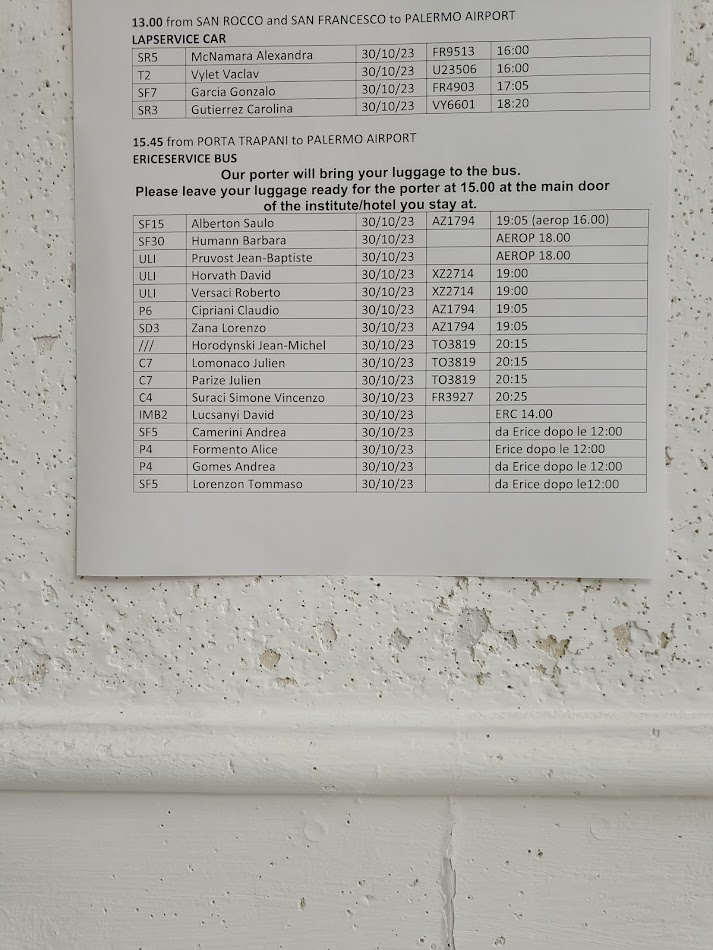 13.00 from SAN ROCCO and SAN FRANCESCO to PALERMO AIRPORT
LAPSERVICE CAR
SR5 McNamara Alexandra 30/10/23 FR9513 16:00
T2 Vylet Vaclav 30/10/23 U23506 16:00
SF7 Garcia Gonzalo 30/10/23 FR4903 17:05
SR3 Gutierrez Carolina 30/10/23 VY6601 18:20
15.45 from PORTA TRAPANI to PALERMO AIRPORT
ERICESERVICE BUS
Our porter will bring your luggage to the bus.
Please leave your luggage ready for the porter at 15.00 at the main door
of the institute/hotel you stay at.
SF15 Alberton Saulo 30/10/23 AZ1794 19:05 (aerop 16.00)
SF30 Humann Barbara 30/10/23 AEROP 18.00
ULI Pruvost Jean-Baptiste 30/10/23 AEROP 18.00
ULI Horvath David 30/10/23 XZ2714 19:00
ULI Versaci Roberto 30/10/23 XZ2714 19:00
P6 Cipriani Claudio 30/10/23 AZ1794 19:05
SD3 Zana Lorenzo 30/10/23 AZ1794 19:05
/// Horodynski Jean-Michel 30/10/23 TO3819 20:15
C7 Lomonaco Julien 30/10/23 TO3819 20:15
C7 Parize Julien 30/10/23 TO3819 20:15
C4 Suraci Simone Vincenzo 30/10/23 FR3927 20:25
IMB2 Lucsanyi David 30/10/23 ERC 14.00
SF5 Camerini Andrea 30/10/23 da Erice dopo le 12:00
P4 Formento Alice 30/10/23 Erice dopo le 12:00
P4 Gomes Andrea 30/10/23 da Erice dopo le 12:00
SF5 Lorenzon Tommaso 30/10/23 da Erice dopo le12:00